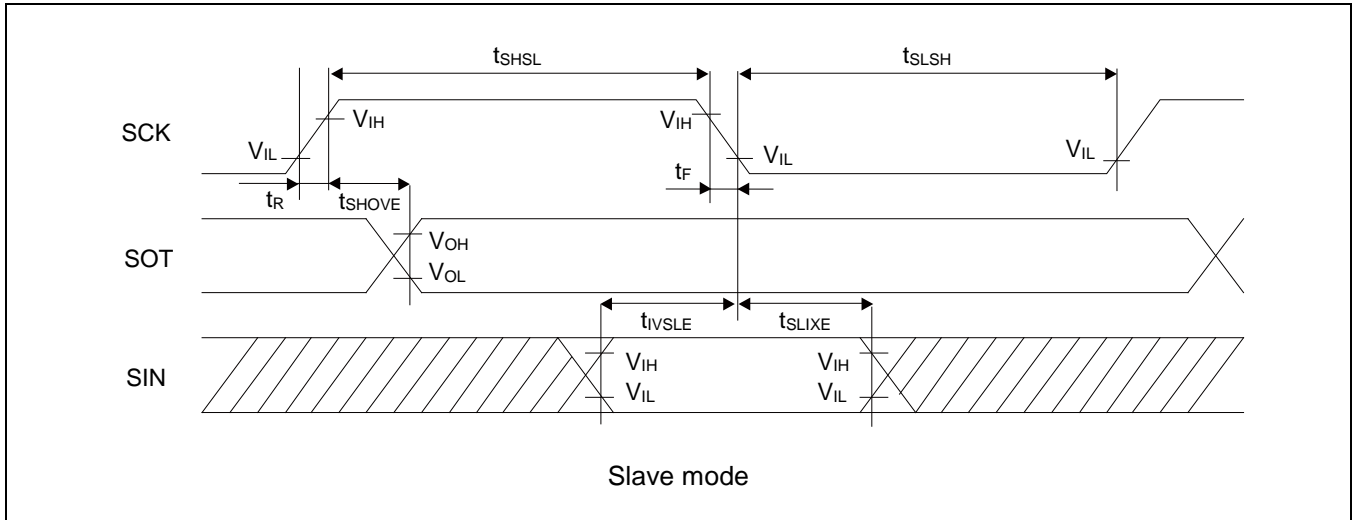 tSHSL
tSLSH
SCK
VIH
VIH
VIL
VIL
VIL
tF
tR
tSHOVE
SOT
VOH
VOL
tIVSLE
tSLIXE
SIN
VIH
VIH
VIL
VIL
Slave mode